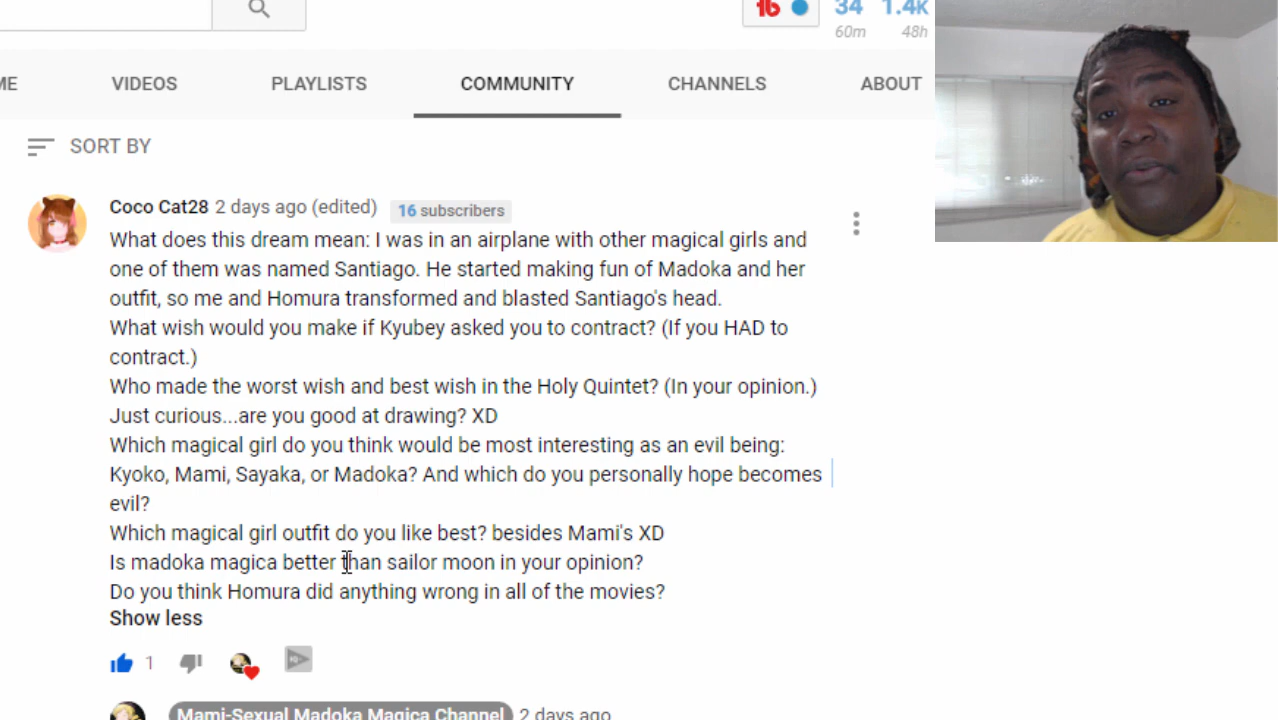 34 1.4K
60m 48h
ME VIDEOS PLAYLISTS COMMUNITY CHANNELS ABOUT
SORT BY
Coco Cat28 2 days ago (edited) 16 subscribers
What does this dream mean: I was in an airplane with other magical girls and
one of them was named Santiago. He started making fun of Madoka and her
outfit, so me and Homura transformed and blasted Santiago's head.
What wish would you make if Kyubey asked you to contract? (If you HAD to
contract.)
Who made the worst wish and best wish in the Holy Quintet? (In your opinion.)
Just curious...are you good at drawing? XD
Which magical girl do you think would be most interesting as an evil being:
Kyoko, Mami, Sayaka, or Madoka? And which do you personally hope becomes
evil?
Which magical girl outfit do you like best? besides Mami's XD
Is madoka magica better than sailor moon in your opinion?
Do you think Homura did anything wrong in all of the movies?
Show less
1
Mami-Sexual Madoka Magica Channel 2 days ago